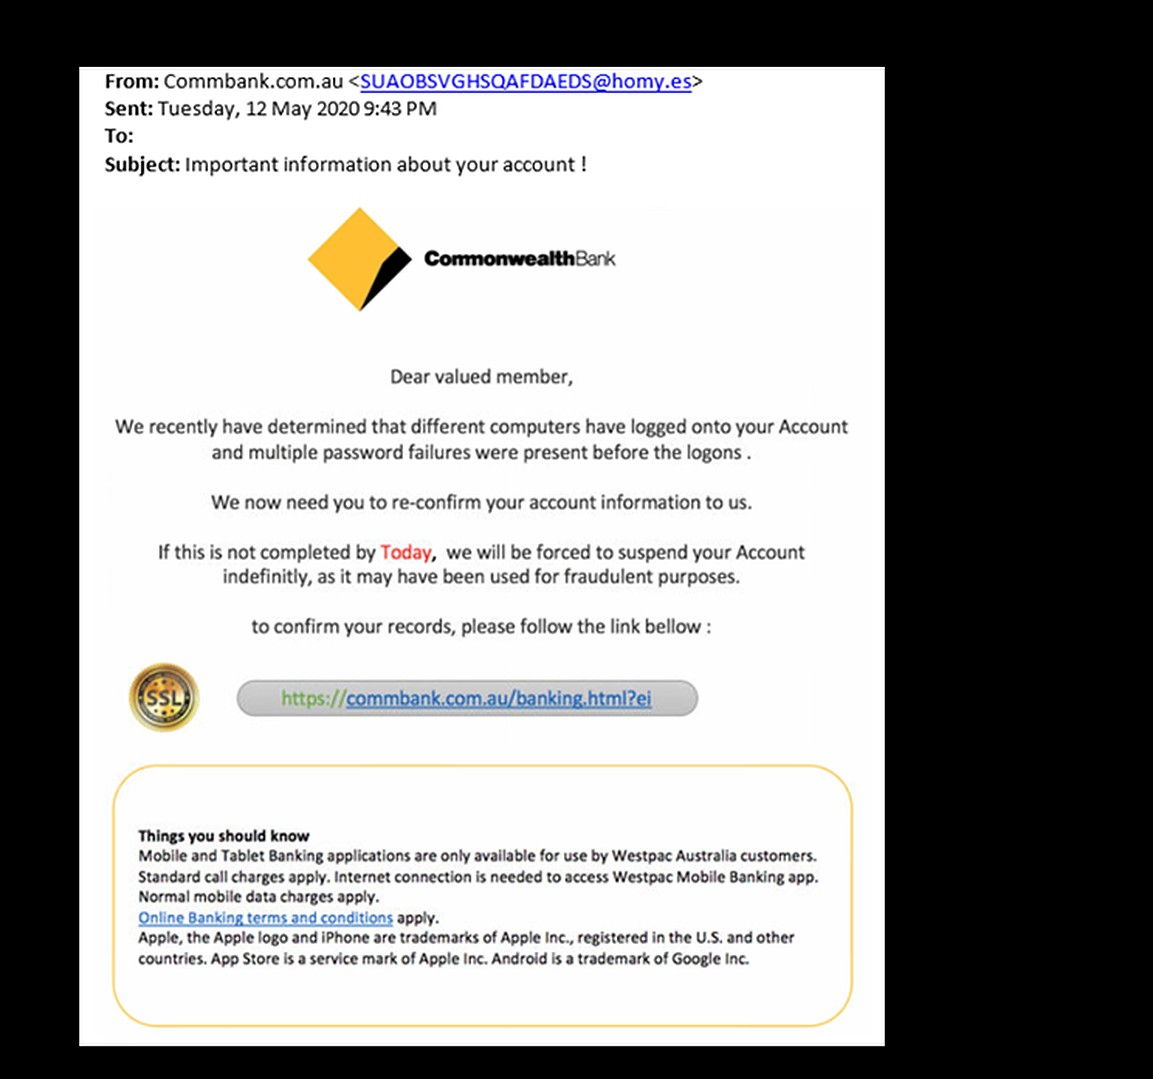 From: Commbank.com.au <SUAOBSVGHSQAFDAEDS@homy.es>
Sent: Tuesday, 12 May 2020 9:43 PM
To:
Subject: Important information about your account !
CommonwealthBank
Dear valued member,
We recently have determined that different computers have logged onto your Account
and multiple password failures were present before the logons .
We now need you to re-confirm your account information to us.
If this is not completed by Today,  we will be forced to suspend your Account
indefinitly, as it may have been used for fraudulent purposes.
to confirm your records, please follow the link bellow :
SSL
https://commbank.com.au/banking.html?ei
Things you should know
Mobile and Tablet Banking applications are only available for use by Westpac Australia customers.
Standard call charges apply. Internet connection is needed to access Westpac Mobile Banking app.
Normal mobile data charges apply.
Online Banking terms and conditions apply.
Apple, the Apple logo and iPhone are trademarks of Apple Inc., registered in the U.S. and other
countries. App Store is a service mark of Apple Inc. Android is a trademark of Google Inc.